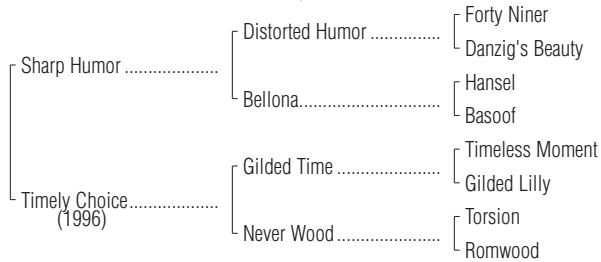 Forty Niner
Distorted Humor ...............
Danzig's Beauty
Sharp Humor ....................
Hansel
Bellona..............................
Basoof
Timeless Moment
Gilded Time ......................
Gilded Lilly
Timely Choice...................
(1996)
Torsion
Never Wood ......................
Romwood